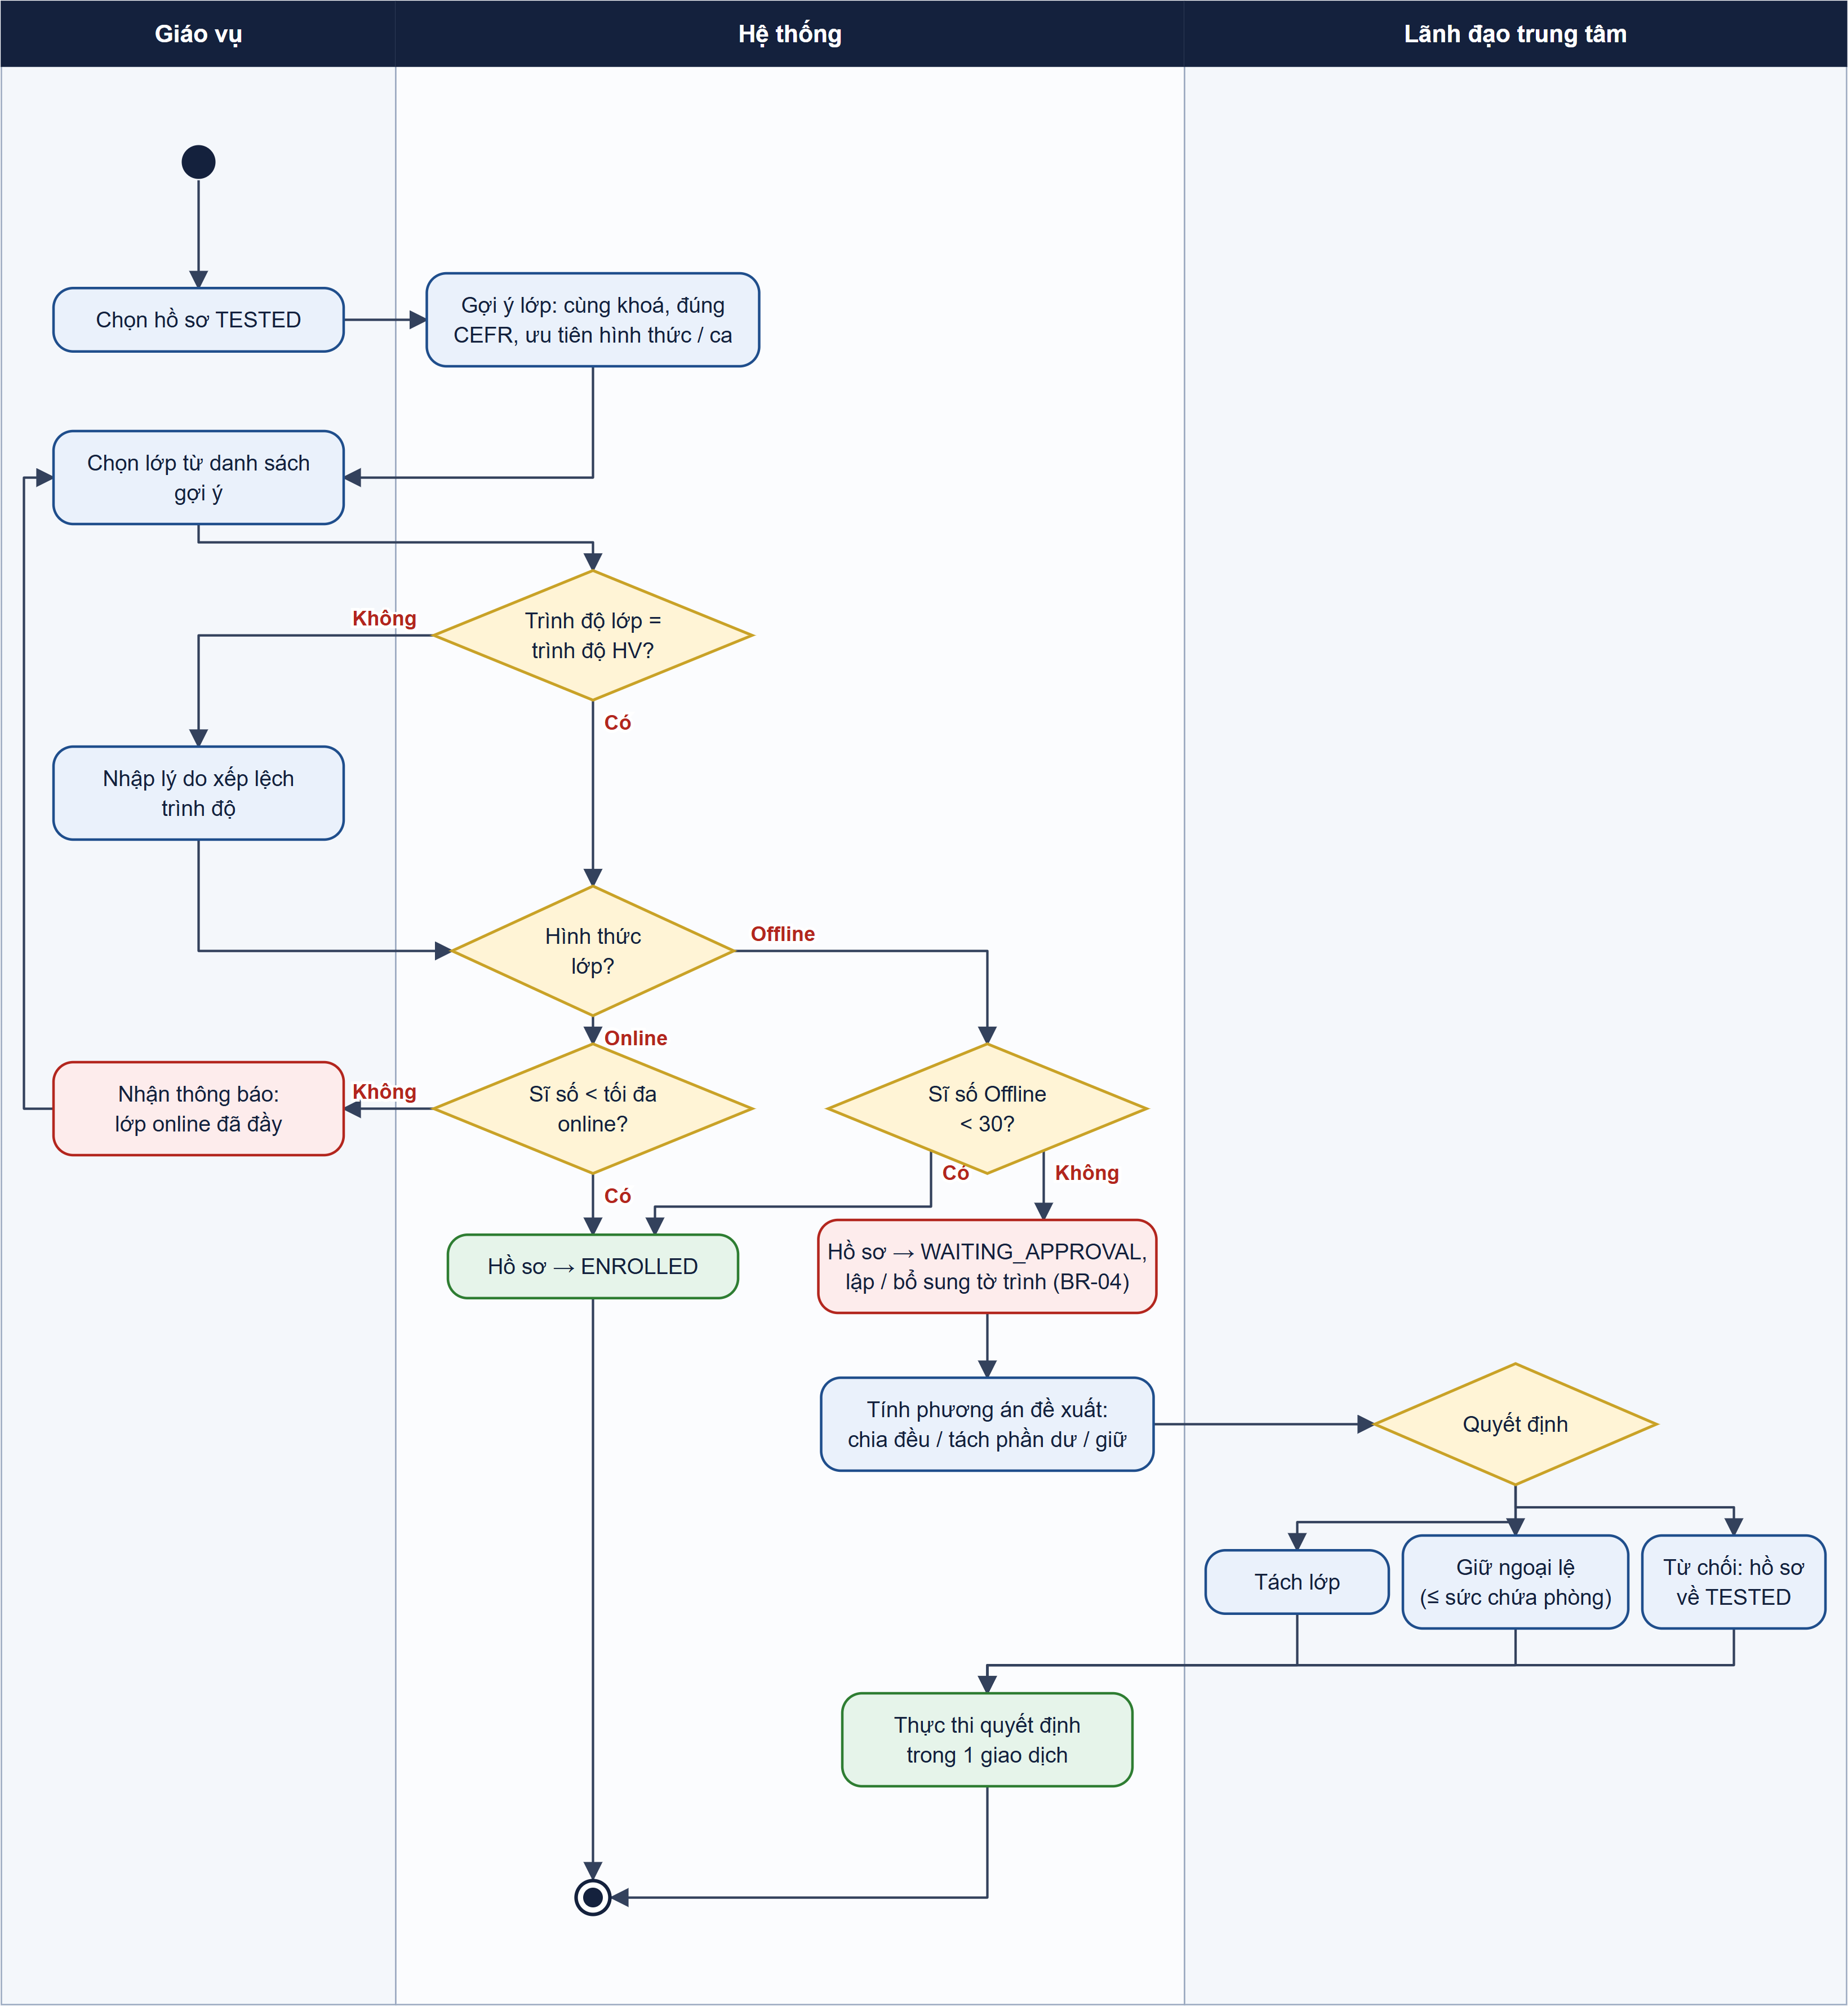 Giáo vụ
Hệ thống
Lãnh đạo trung tâm
Chọn hồ sơ TESTED
Gợi ý lớp: cùng khoá, đúng
CEFR, ưu tiên hình thức / ca
Chọn lớp từ danh sách
gợi ý
Không
Trình độ lớp =
trình độ HV?
Có
Nhập lý do xếp lệch
trình độ
Hình thức
lớp?
Offline
Online
Nhận thông báo:
lớp online đã đầy
Không
Sĩ số < tối đa
online?
Sĩ số Offline
< 30?
Có
Có
Không
Hồ sơ → ENROLLED
Hồ sơ → WAITING_APPROVAL,
lập / bổ sung tờ trình (BR-04)
Tính phương án đề xuất:
chia đều / tách phần dư / giữ
Quyết định
Tách lớp
Giữ ngoại lệ
(≤ sức chứa phòng)
Từ chối: hồ sơ
về TESTED
Thực thi quyết định
trong 1 giao dịch